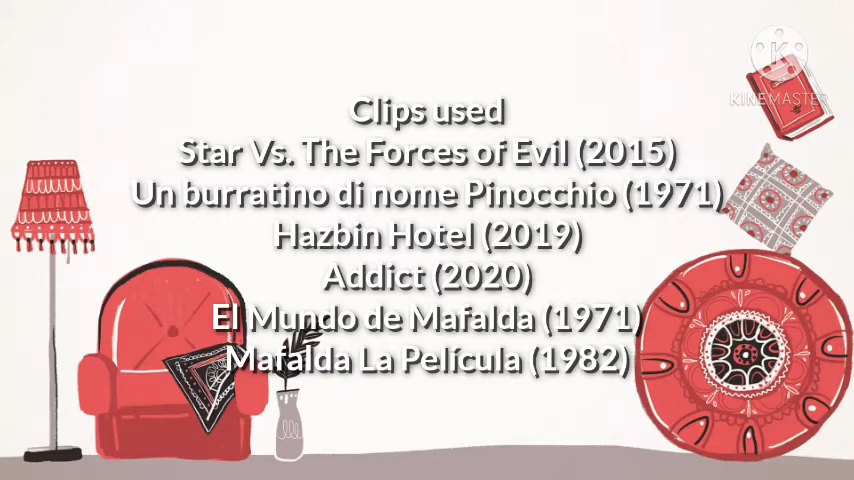 Clips used
Star Vs. The Forces of Evil (2015)
Un burratino di nome Pinocchio (1971)
Hazbin Hotel (2019)
Addict (2020)
El Mundo de Mafalda (1971)
Mafalda La Película (1982)
K
KINEMASTER